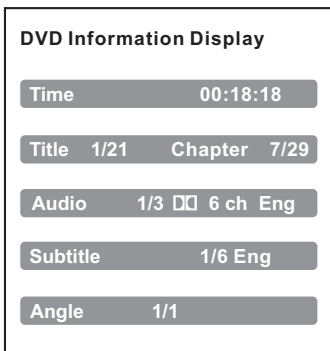 DVD Information Display
Time 00:18:18
Title 1/21 Chapter 7/29
Audio 1/3 6 ch Eng
Subtitle 1/6 Eng
Angle 1/1